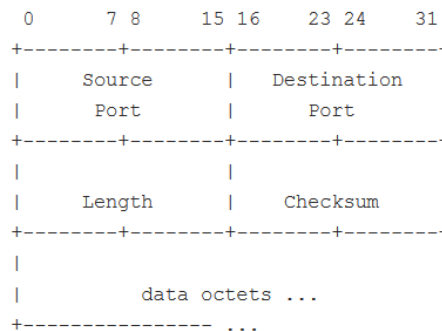 0      7 8     15 16    23 24    31
+--------+--------+--------+--------+
|     Source      |   Destination
|      Port       |      Port
+--------+--------+--------+--------+
|                 |
|     Length      |    Checksum
+--------+--------+--------+--------+
|
|          data octets ...
+---------------- ...